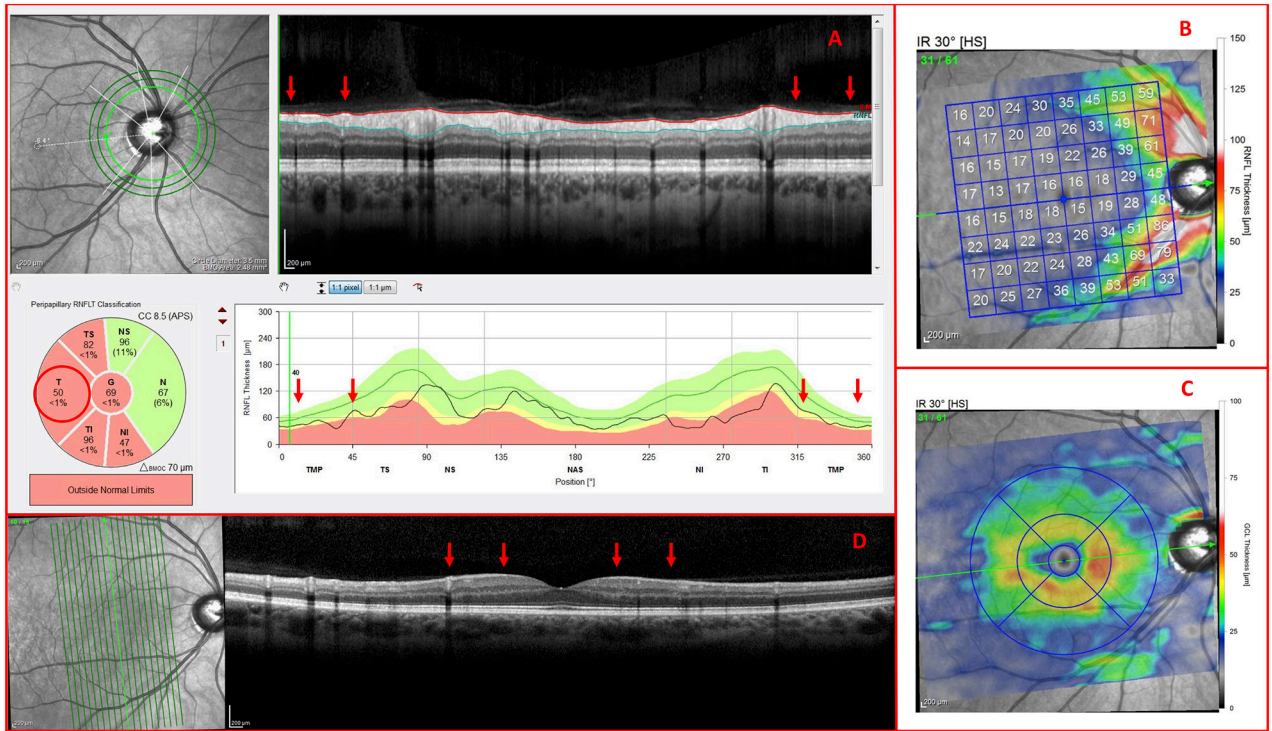 A
RNFL
-8.4°
Circle Diameter: 3.5 mm
BMO Area: 2.48 mm²
200 µm
200 µm
1:1 pixel 1:1 µm
Peripapillary RNFLT Classification
CC 8.5 (APS)
TS
82
<1%
NS
96
(11%)
T
50
<1%
G
69
<1%
N
67
(6%)
TI
96
<1%
NI
47
<1%
BMOC 70 µm
Outside Normal Limits
1
RNFL Thickness [µm]
300
240
180
120
60
0
40
0 45 90 135 180 225 270 315 360
TMP TS NS NAS NI TI TMP
Position [°]
B
IR 30° [HS]
31 / 61
16 20 24 30 35 45 53 59
14 17 20 20 26 33 49 71
16 15 17 19 22 26 39 61
17 13 17 16 16 18 29 45
16 15 18 18 15 19 28 48
22 24 22 23 26 34 51 86
17 20 22 24 28 43 69 79
20 25 27 36 39 53 51 33
200 µm
150
125
100
75
50
25
0
RNFL Thickness [µm]
C
IR 30° [HS]
31 / 61
200 µm
100
75
50
25
0
GCL Thickness [µm]
D
200 µm
200 µm